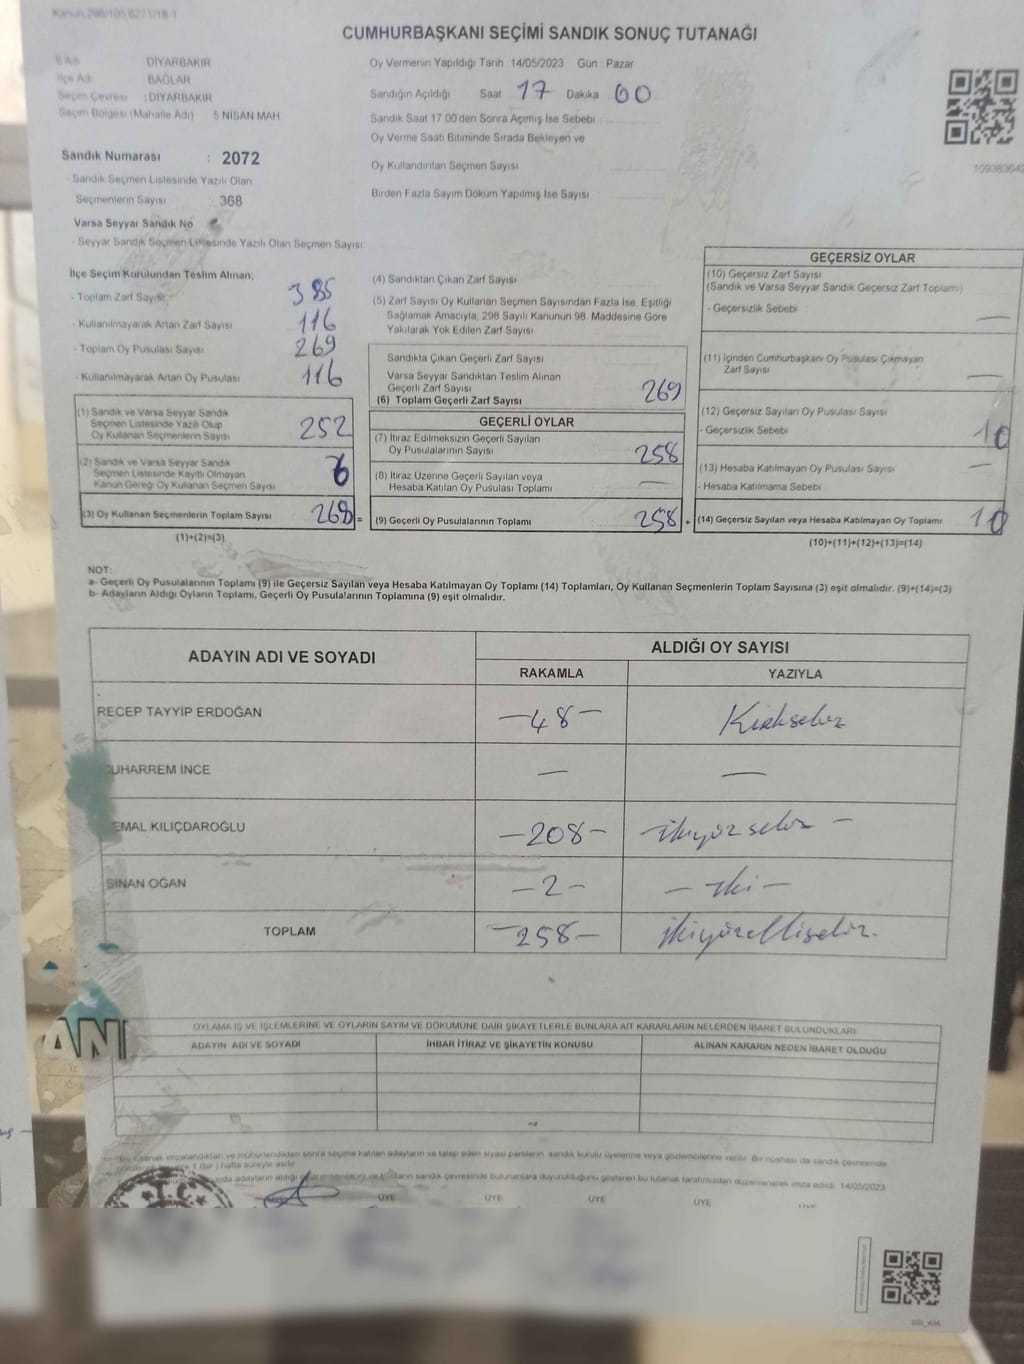 CUMHURBAŞKANI SEÇİMİ SANDIK SONUÇ TUTANAĞI
DİYARBAKIR
İlçe Adı BAĞLAR
Seçim Çevresi : DİYARBAKIR
Seçim Bölgesi (Mahalle Adı) 5 NİSAN MAH
Oy Vermenin Yapıldığı Tarih 14/05/2023 Gün Pazar
Sandığın Açıldığı Saat 17 Dakika 00
Sandık Saat 17.00'den Sonra Açımış İse Sebebi
Oy Verme Saati Bitiminde Sırada Bekleyen ve
Oy Kullandırılan Seçmen Sayısı
Birden Fazla Sayım Döküm Yapılmış İse Sayısı
Sandık Numarası : 2072
- Sandık Seçmen Listesinde Yazılı Olan
Seçmenlerin Sayısı : 368
Varsa Seyyar Sandık No
- Seyyar Sandık Seçmen Listesinde Yazılı Olan Seçmen Sayısı
İlçe Seçim Kurulundan Teslim Alınan;
- Toplam Zarf Sayısı 385
- Kullanılmayarak Artan Zarf Sayısı 116
- Toplam Oy Pusulası Sayısı 269
- Kullanılmayarak Artan Oy Pusulası 116
(1) Sandık ve Varsa Seyyar Sandık
Seçmen Listesinde Yazılı Olup
Oy Kullanan Seçmenlerin Sayısı 252
(2) Sandık ve Varsa Seyyar Sandık
Seçmen Listesinde Kayıtlı Olmayan
Kanun Gereği Oy Kullanan Seçmen Sayısı
(3) Oy Kullanan Seçmenlerin Toplam Sayısı =
(1)+(2)=(3)
(4) Sandıktan Çıkan Zarf Sayısı
(5) Zarf Sayısı Oy Kullanan Seçmen Sayısından Fazla İse, Eşitliği
Sağlamak Amacıyla, 298 Sayılı Kanunun 98. Maddesine Göre
Yakılarak Yok Edilen Zarf Sayısı
Sandıkta Çıkan Geçerli Zarf Sayısı
Varsa Seyyar Sandıktan Teslim Alınan
Geçerli Zarf Sayısı
(6) Toplam Geçerli Zarf Sayısı 269
GEÇERLİ OYLAR
(7) İtiraz Edilmeksizin Geçerli Sayılan
Oy Pusulalarının Sayısı 258
(8) İtiraz Üzerine Geçerli Sayılan veya
Hesaba Katılan Oy Pusulası Toplamı —
(9) Geçerli Oy Pusulalarının Toplamı 258 +
GEÇERSİZ OYLAR
(10) Geçersiz Zarf Sayısı
(Sandık ve Varsa Seyyar Sandık Geçersiz Zarf Toplamı)
- Geçersizlik Sebebi —
(11) İçinden Cumhurbaşkanı Oy Pusulası Çıkmayan
Zarf Sayısı —
(12) Geçersiz Sayılan Oy Pusulası Sayısı
- Geçersizlik Sebebi 10
(13) Hesaba Katılmayan Oy Pusulası Sayısı —
- Hesaba Katılmama Sebebi
(14) Geçersiz Sayılan veya Hesaba Katılmayan Oy Toplamı 10
(10)+(11)+(12)+(13)=(14)
NOT:
a- Geçerli Oy Pusulalarının Toplamı (9) ile Geçersiz Sayılan veya Hesaba Katılmayan Oy Toplamı (14) Toplamları, Oy Kullanan Seçmenlerin Toplam Sayısına (3) eşit olmalıdır. (9)+(14)=(3)
b- Adayların Aldığı Oyların Toplamı, Geçerli Oy Pusulalarının Toplamına (9) eşit olmalıdır.
ADAYIN ADI VE SOYADI
ALDIĞI OY SAYISI
RAKAMLA YAZIYLA
RECEP TAYYİP ERDOĞAN —48— Kırksekiz
UHARREM İNCE — —
EMAL KILIÇDAROĞLU —208— —ikiyüzsekiz —
SİNAN OĞAN —2— —iki—
TOPLAM —258— ikiyüzellisekiz.
AN
OYLAMA İŞ VE İŞLEMLERİNE VE OYLARIN SAYIM VE DÖKÜMÜNE DAİR ŞİKAYETLERLE BUNLARA AİT KARARLARIN NELERDEN İBARET BULUNDUKLARI
ADAYIN ADI VE SOYADI İHBAR İTİRAZ VE ŞİKAYETİN KONUSU ALINAN KARARIN NEDEN İBARET OLDUĞU
14/05/2023
ÜYE ÜYE ÜYE ÜYE
T.C.